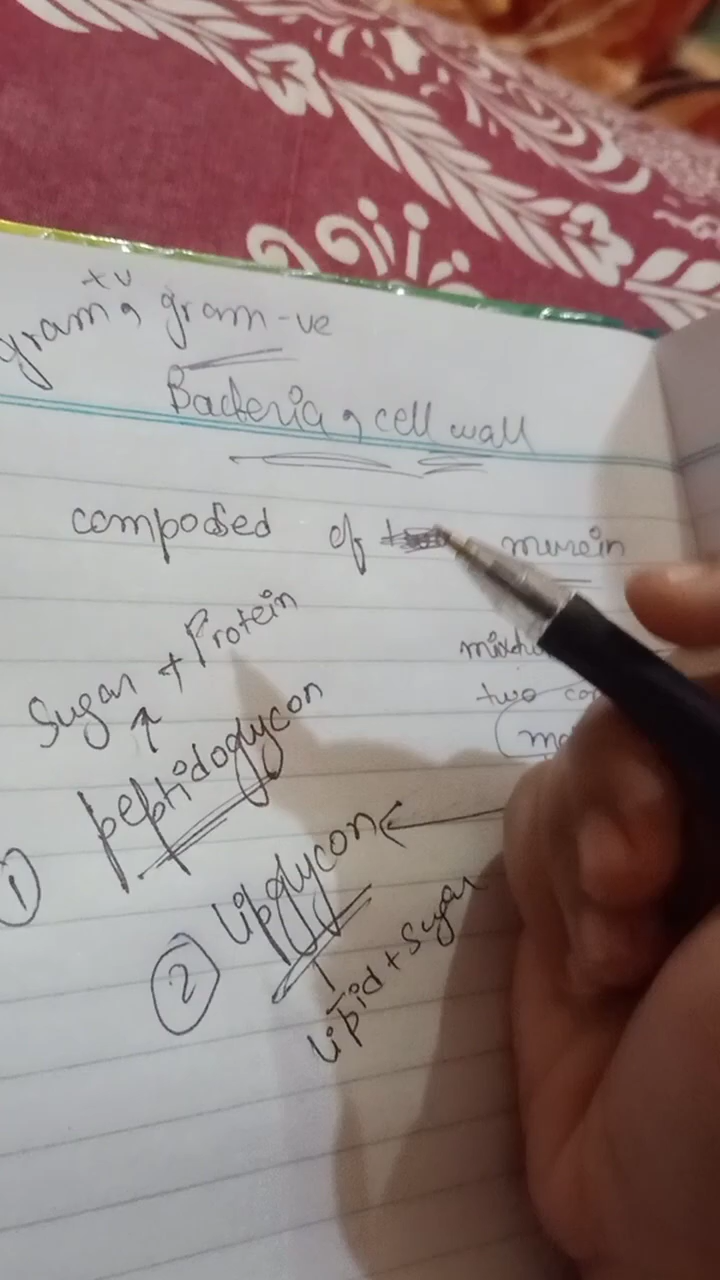 +ve
gram, gram -ve
Bacteria, cell wall
composed of murein
Sugar + Protein
two
① peptidoglycon
② lipoglycon
lipid + Sugar